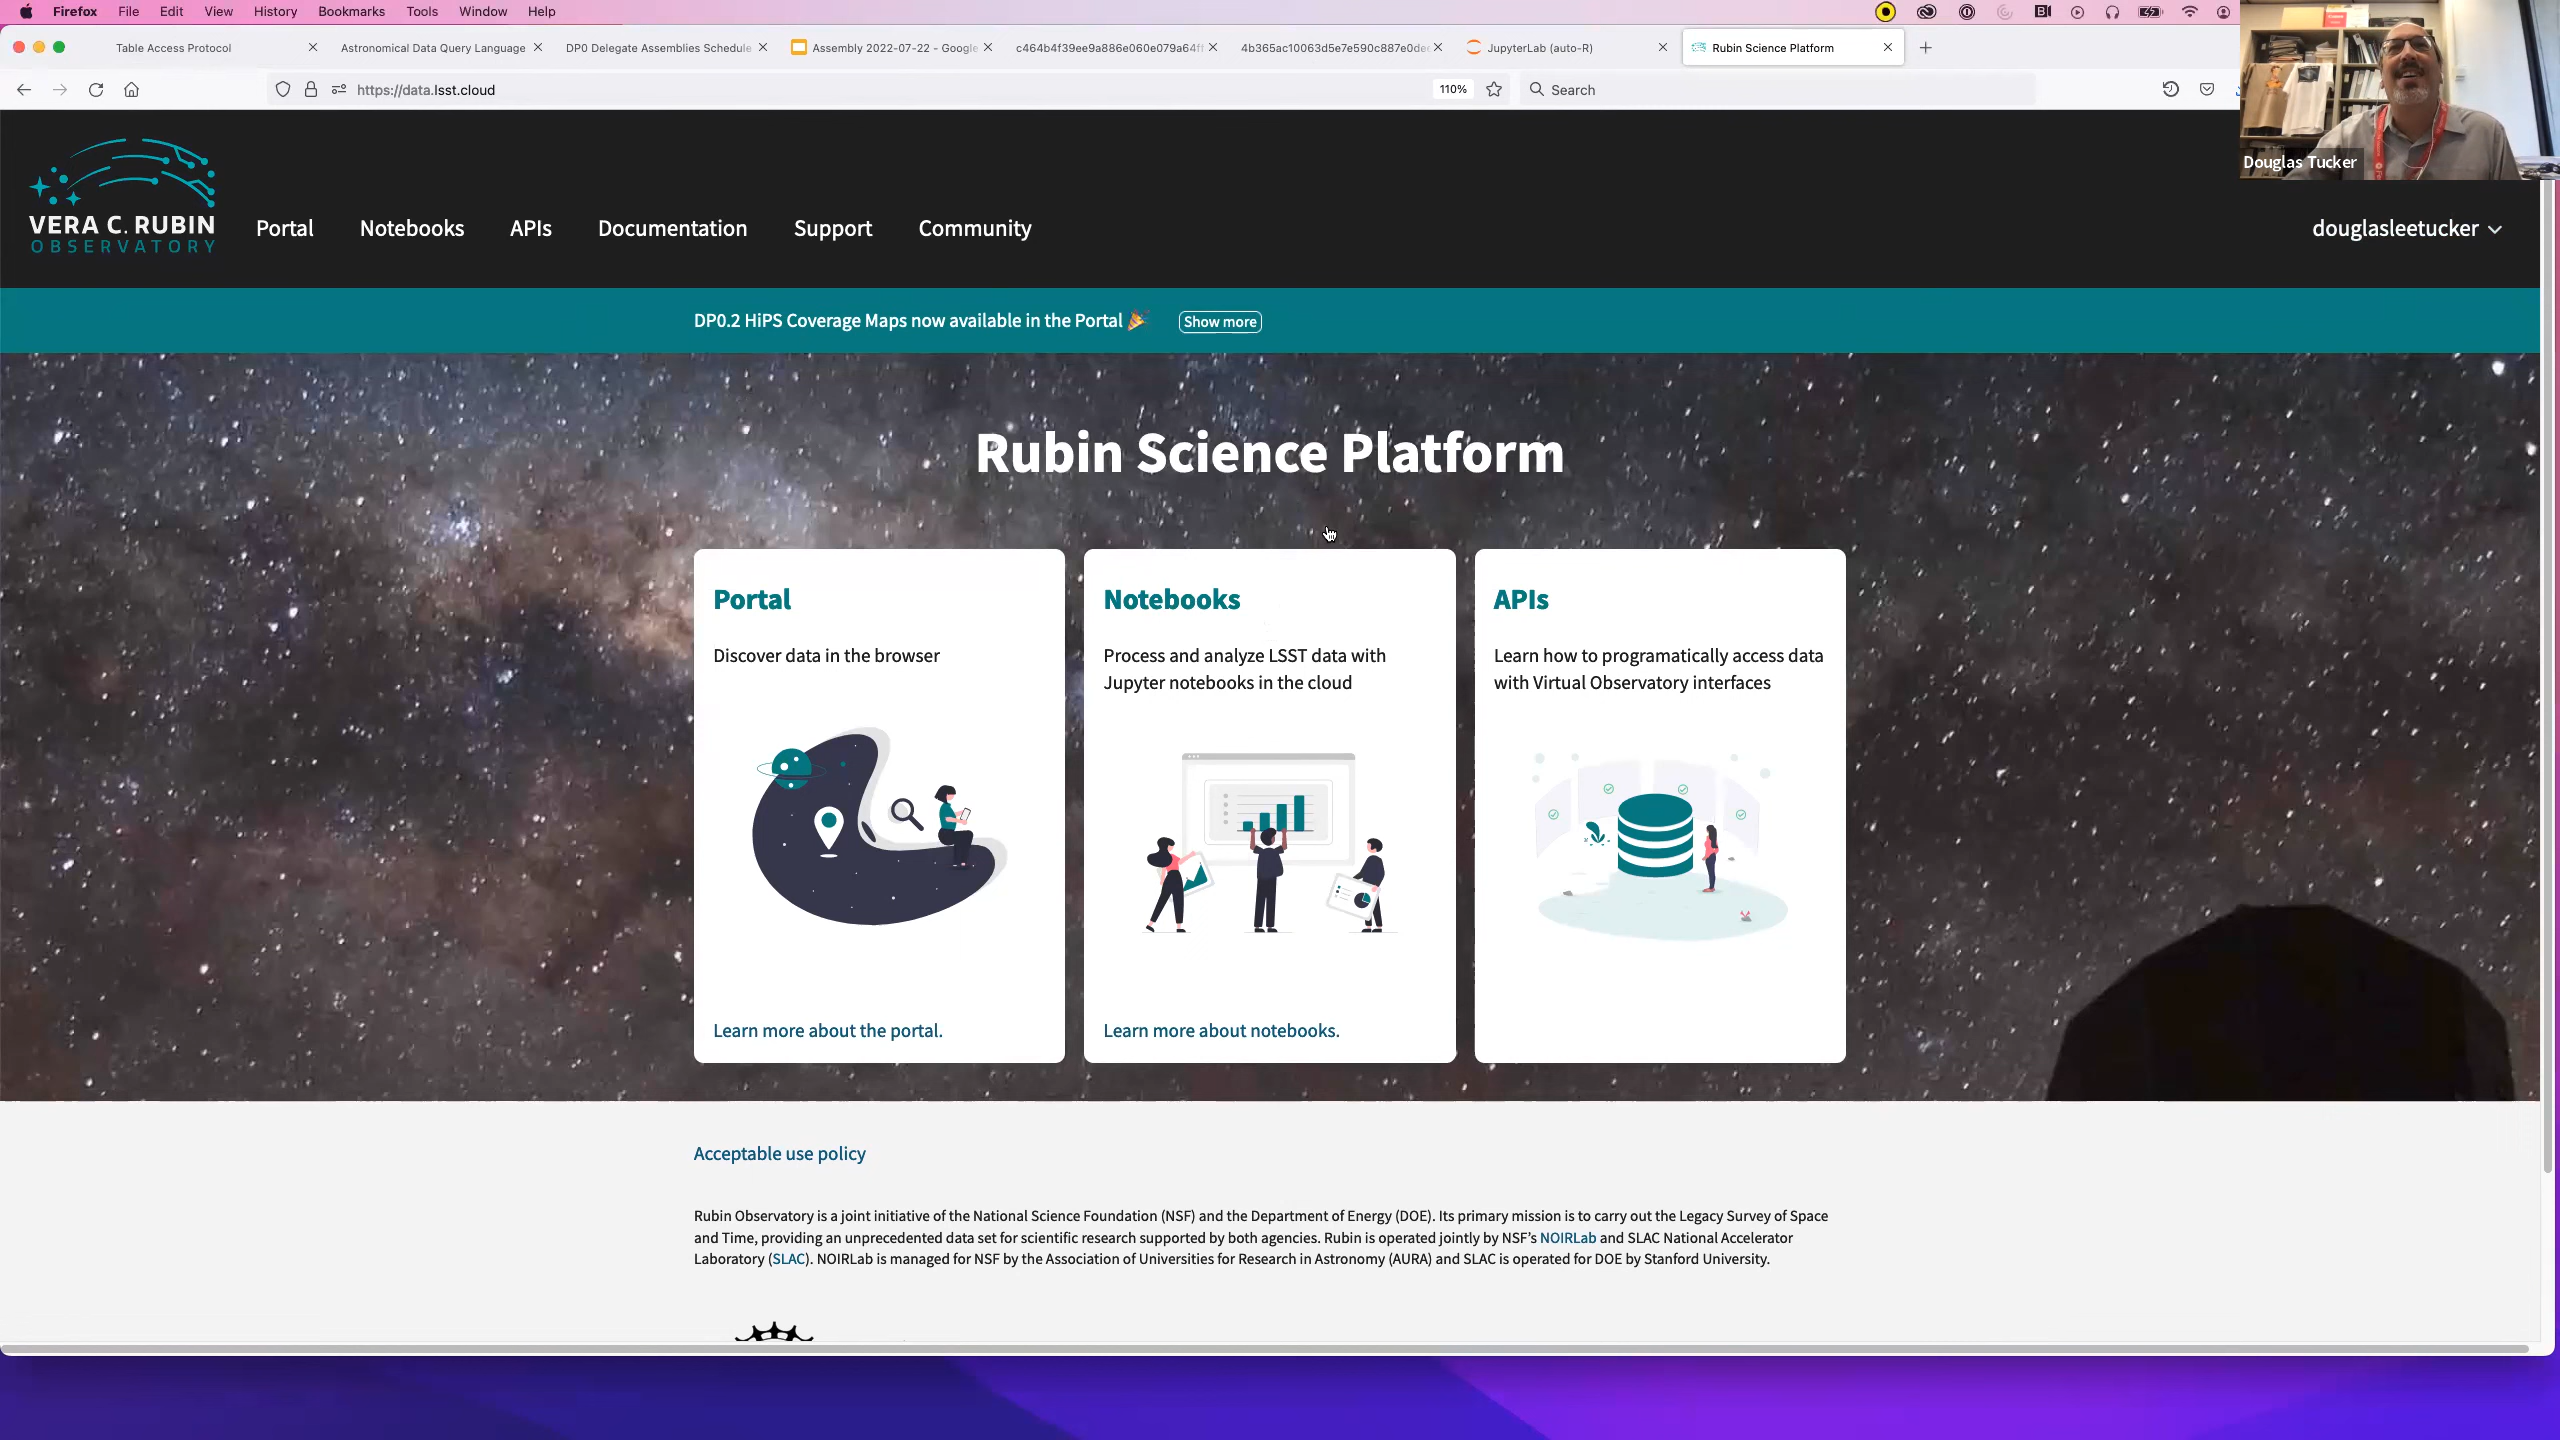 Firefox File Edit View History Bookmarks Tools Window Help
Table Access Protocol
Astronomical Data Query Language
DP0 Delegate Assemblies Schedule
Assembly 2022-07-22 - Google
c464b4f39ee9a886e060e079a64ff
JupyterLab (auto-R)
Rubin Science Platform
https://data.lsst.cloud
110%
Search
Douglas Tucker
VERA C. RUBIN
OBSERVATORY
Portal Notebooks APIs Documentation Support Community
douglasleetucker
DP0.2 HiPS Coverage Maps now available in the Portal 🎉 Show more
Rubin Science Platform
Portal
Discover data in the browser
Learn more about the portal.
Notebooks
Process and analyze LSST data with
Jupyter notebooks in the cloud
Learn more about notebooks.
APIs
Learn how to programatically access data
with Virtual Observatory interfaces
Acceptable use policy
Rubin Observatory is a joint initiative of the National Science Foundation (NSF) and the Department of Energy (DOE). Its primary mission is to carry out the Legacy Survey of Space
and Time, providing an unprecedented data set for scientific research supported by both agencies. Rubin is operated jointly by NSF's NOIRLab and SLAC National Accelerator
Laboratory (SLAC). NOIRLab is managed for NSF by the Association of Universities for Research in Astronomy (AURA) and SLAC is operated for DOE by Stanford University.